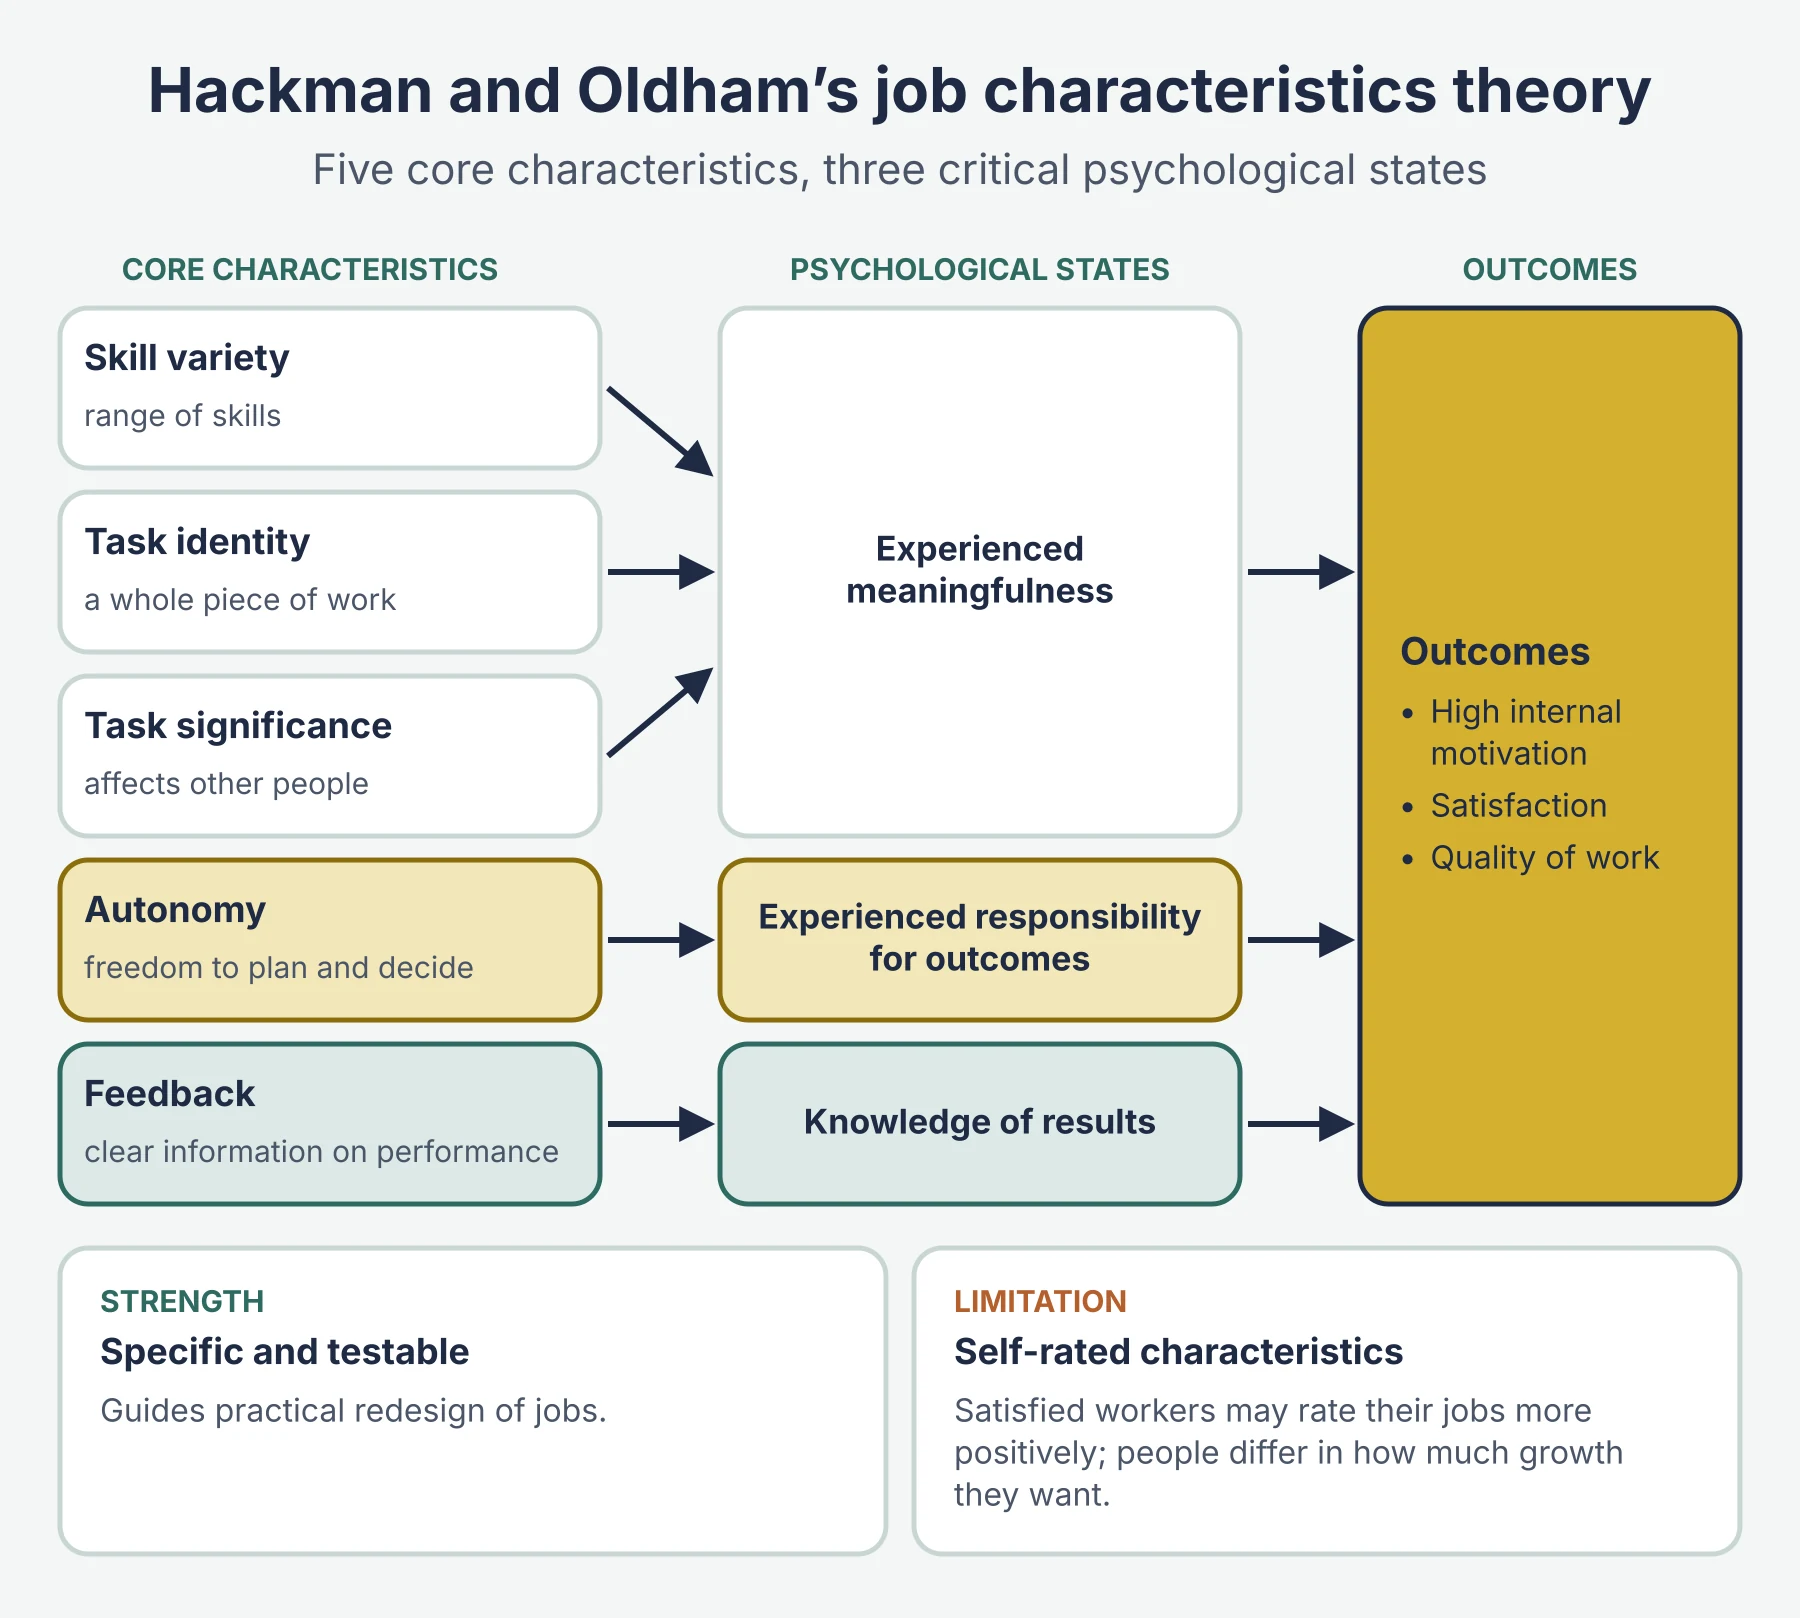 Hackman and Oldham’s job characteristics theory
Five core characteristics, three critical psychological states
CORE CHARACTERISTICS
PSYCHOLOGICAL STATES
OUTCOMES
Skill variety
range of skills
Task identity
a whole piece of work
Task significance
affects other people
Autonomy
freedom to plan and decide
Feedback
clear information on performance
Experienced
meaningfulness
Experienced responsibility
for outcomes
Knowledge of results
Outcomes
• High internal
motivation
• Satisfaction
• Quality of work
STRENGTH
Specific and testable
Guides practical redesign of jobs.
LIMITATION
Self-rated characteristics
Satisfied workers may rate their jobs more
positively; people differ in how much growth
they want.